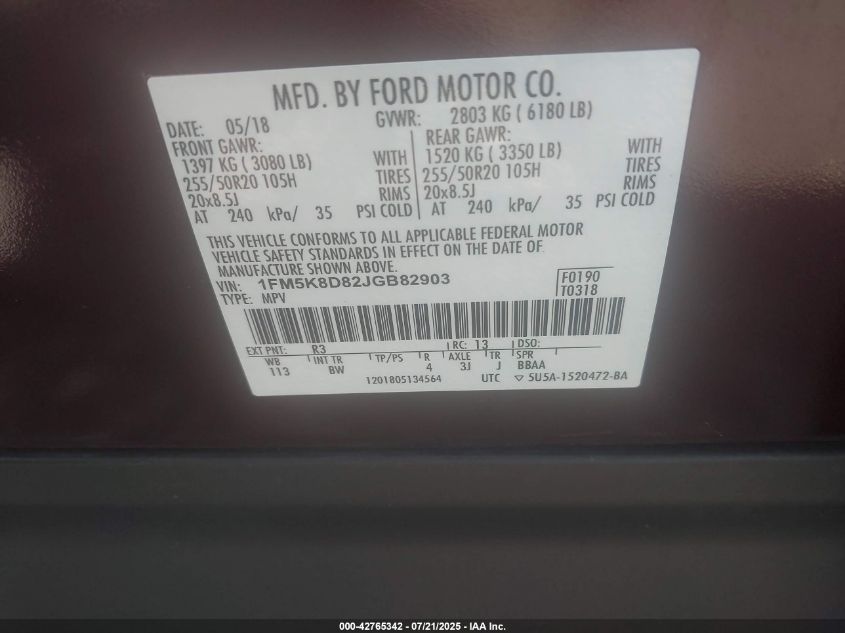 MFD. BY FORD MOTOR CO.
DATE: 05/18 GVWR: 2803 KG ( 6180 LB)
FRONT GAWR: REAR GAWR:
1397 KG ( 3080 LB) WITH 1520 KG ( 3350 LB) WITH
255/50R20 105H TIRES 255/50R20 105H TIRES
20x8.5J RIMS 20x8.5J RIMS
AT 240 kPa/ 35 PSI COLD AT 240 kPa/ 35 PSI COLD
THIS VEHICLE CONFORMS TO ALL APPLICABLE FEDERAL MOTOR
VEHICLE SAFETY STANDARDS IN EFFECT ON THE DATE OF
MANUFACTURE SHOWN ABOVE.
VIN: 1FM5K8D82JGB82903 F0190
TYPE: MPV T0318
EXT PNT: R3 RC: 13 DSO:
WB INT TR TP/PS R AXLE TR SPR
113 BW 4 3J J BBAA
1201805134564 UTC ▽ 5U5A-1520472-BA
000-42765342 / 07/21/2025 - IAA Inc.